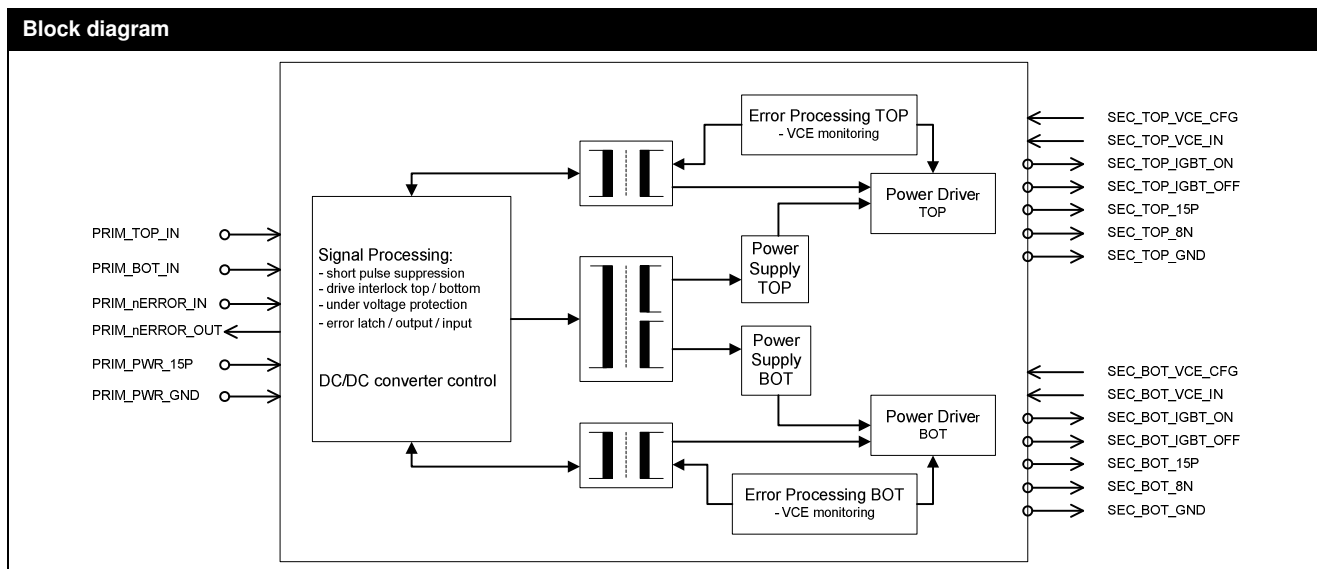 Block diagram
PRIM_TOP_IN
PRIM_BOT_IN
PRIM_nERROR_IN
PRIM_nERROR_OUT
PRIM_PWR_15P
PRIM_PWR_GND
Signal Processing:
- short pulse suppression
- drive interlock top / bottom
- under voltage protection
- error latch / output / input
DC/DC converter control
Error Processing TOP
- VCE monitoring
Power Driver
TOP
Power
Supply
TOP
Power
Supply
BOT
Power Driver
BOT
Error Processing BOT
- VCE monitoring
SEC_TOP_VCE_CFG
SEC_TOP_VCE_IN
SEC_TOP_IGBT_ON
SEC_TOP_IGBT_OFF
SEC_TOP_15P
SEC_TOP_8N
SEC_TOP_GND
SEC_BOT_VCE_CFG
SEC_BOT_VCE_IN
SEC_BOT_IGBT_ON
SEC_BOT_IGBT_OFF
SEC_BOT_15P
SEC_BOT_8N
SEC_BOT_GND